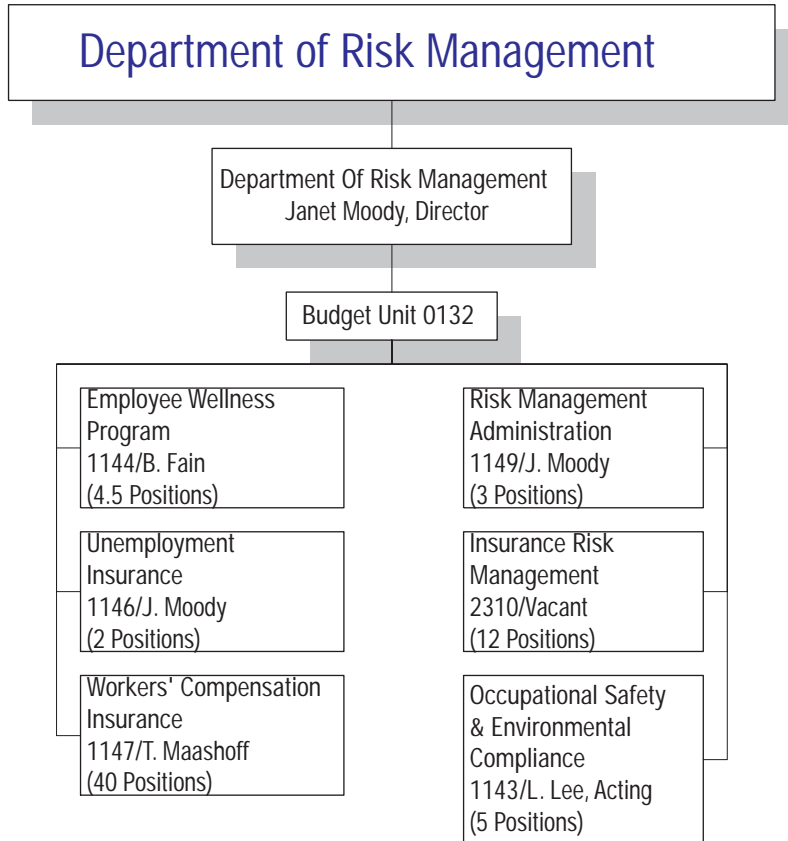 Department of Risk Management
Department Of Risk Management
Janet Moody, Director
Budget Unit 0132
Employee Wellness
Program
1144/B. Fain
(4.5 Positions)
Unemployment
Insurance
1146/J. Moody
(2 Positions)
Workers' Compensation
Insurance
1147/T. Maashoff
(40 Positions)
Risk Management
Administration
1149/J. Moody
(3 Positions)
Insurance Risk
Management
2310/Vacant
(12 Positions)
Occupational Safety
& Environmental
Compliance
1143/L. Lee, Acting
(5 Positions)